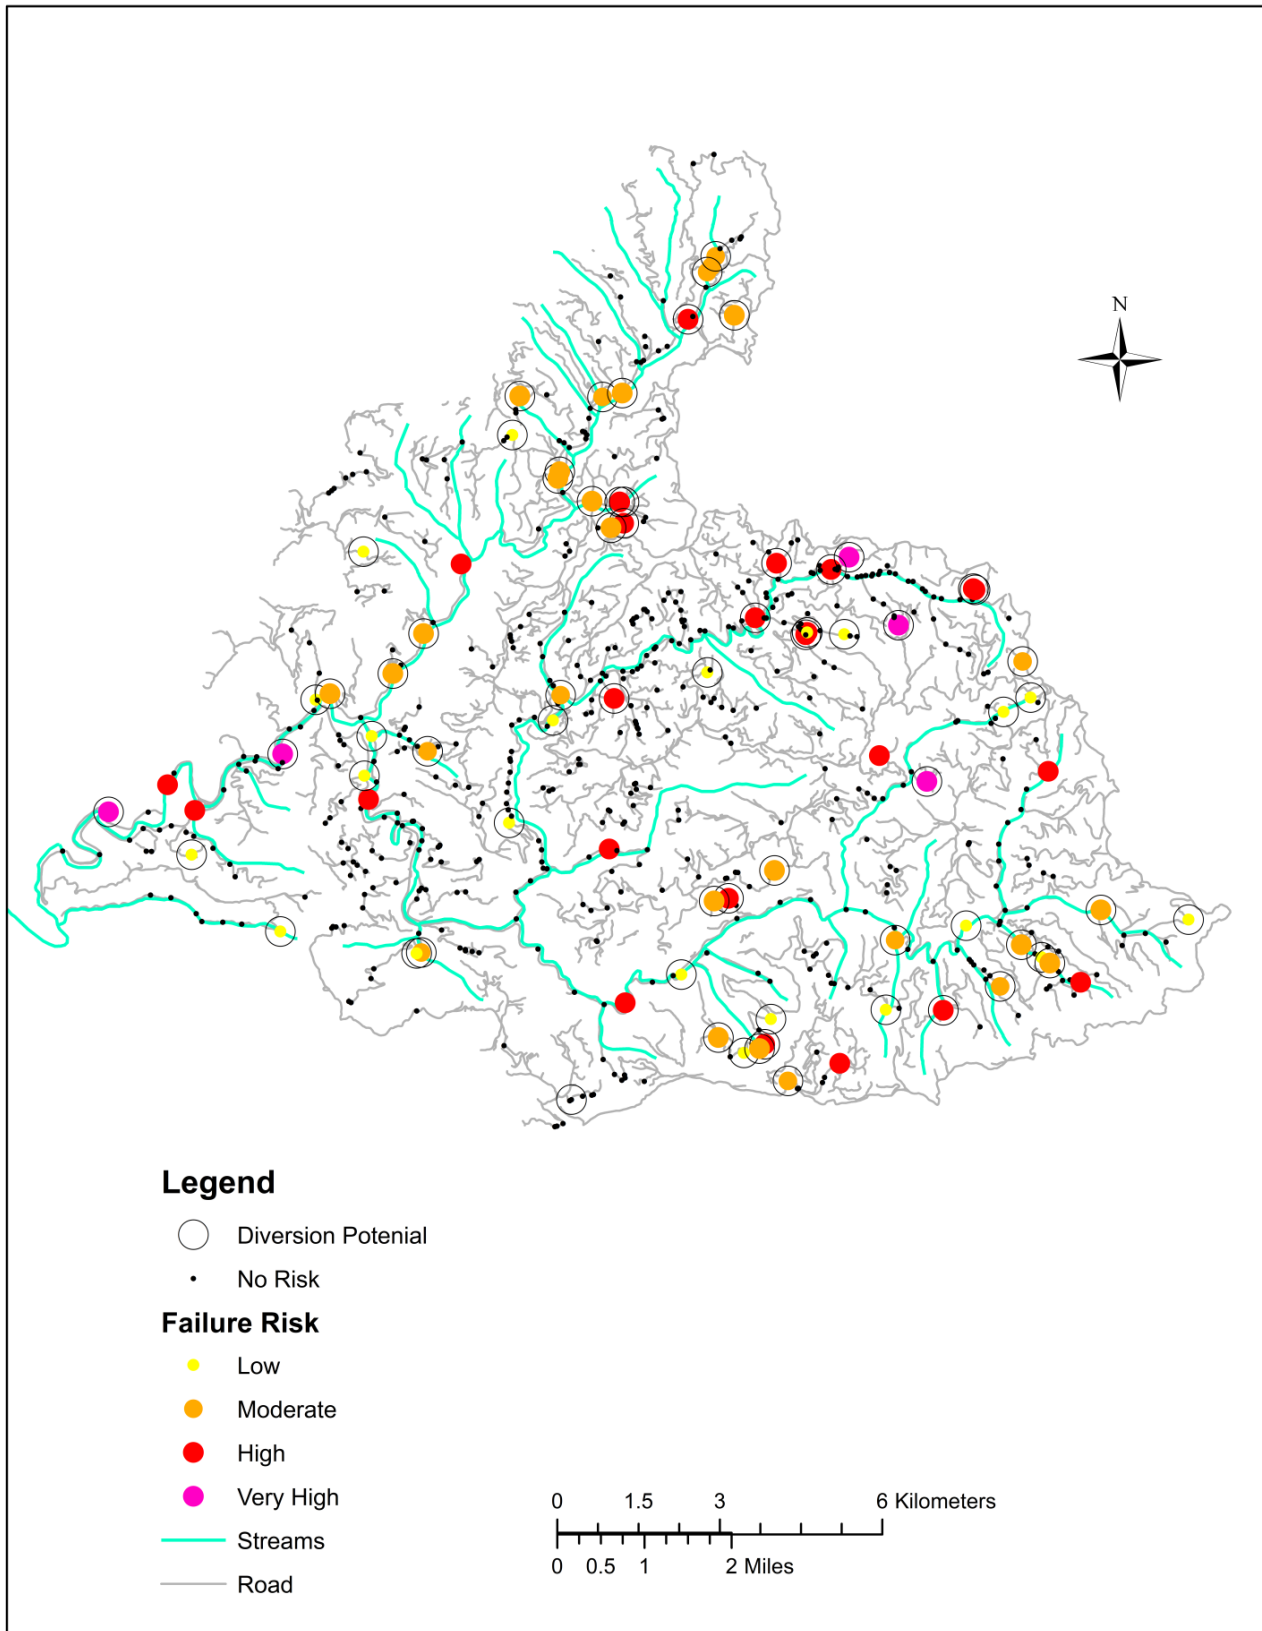 N
Legend
Diversion Potenial
No Risk
Failure Risk
Low
Moderate
High
Very High
Streams
Road
0 1.5 3 6 Kilometers
0 0.5 1 2 Miles